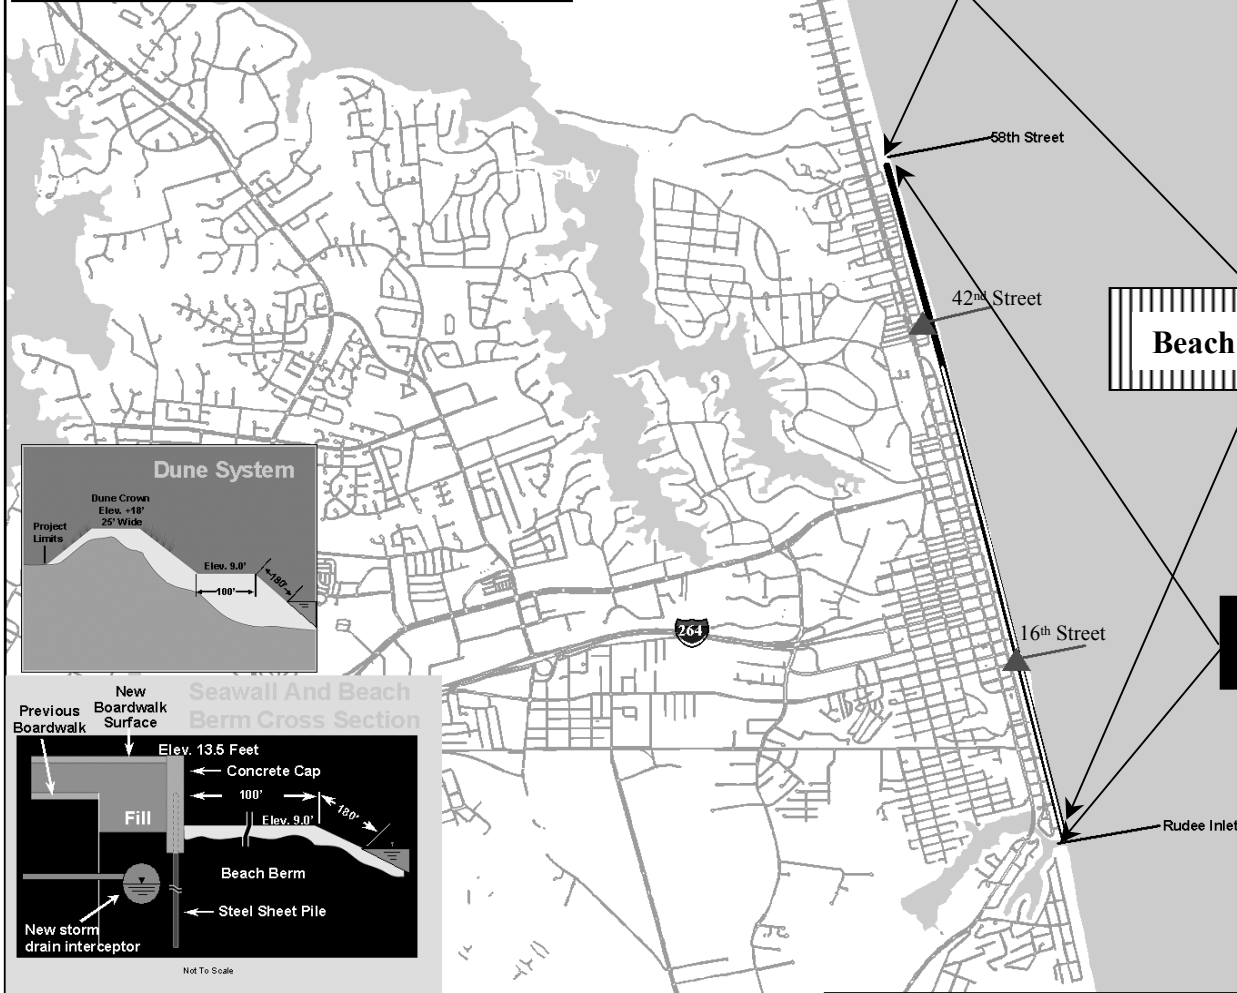 58th Street
42nd Street
Beach
Dune System
Dune Crown
Elev. +18'
25' Wide
Project
Limits
Elev. 9.0'
100'
180'
264
16th Street
Seawall And Beach
Berm Cross Section
New
Boardwalk
Surface
Previous
Boardwalk
Elev. 13.5 Feet
Concrete Cap
100'
180'
Fill
Elev. 9.0'
Beach Berm
Steel Sheet Pile
New storm
drain interceptor
Not To Scale
Rudee Inlet